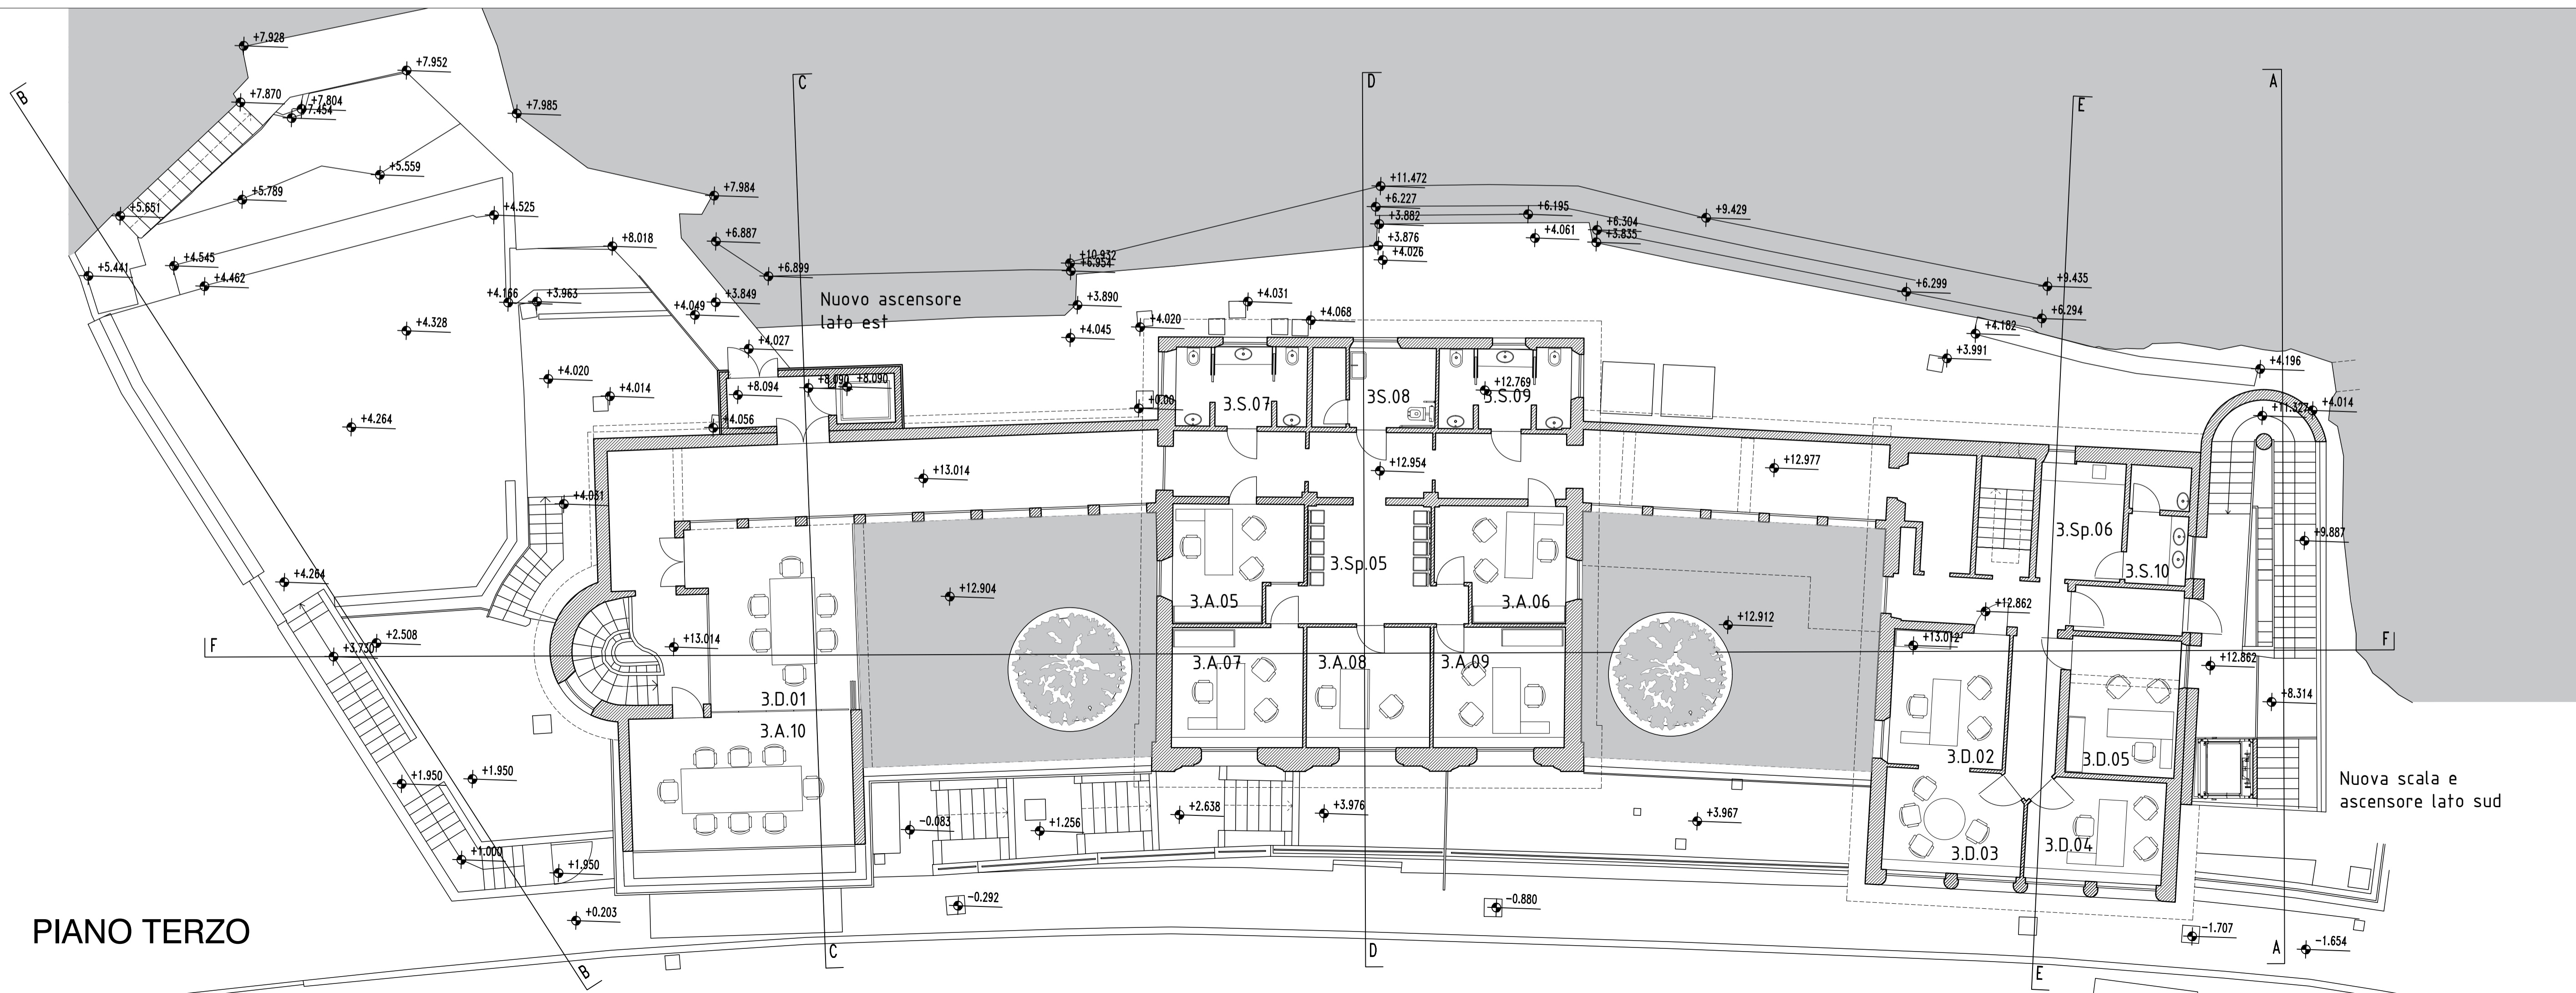 +7.928
+7.952
+7.870
+7.804
+7.454
+7.985
B
C
D
E
A
+5.559
+5.789
+5.651
+4.525
+7.984
+11.472
+6.227
+6.195
+9.429
+3.882
+6.304
+3.835
+4.061
+3.876
+4.026
+6.887
+8.018
+5.441
+4.545
+4.462
+10.932
+6.954
+6.899
+9.435
+6.299
+6.294
+4.166
+3.963
+3.849
+4.049
Nuovo ascensore
lato est
+3.890
+4.031
+4.020
+4.068
+4.045
+4.182
+3.991
+4.328
+4.027
+4.196
+4.020
+4.014
+8.094
+8.090
+8.090
+0.00
+12.769
3.S.07
3S.08
3.S.09
+4.264
+4.056
+11.327
+4.014
+13.014
+12.954
+12.977
+4.031
3.Sp.06
+9.887
3.Sp.05
3.S.10
+4.264
+12.904
3.A.05
3.A.06
+12.912
+12.862
+2.508
+3.730
+13.014
+13.012
F
F
3.A.07
3.A.08
3.A.09
+12.862
3.D.01
3.A.10
+8.314
3.D.02
3.D.05
+1.950
+1.950
Nuova scala e
ascensore lato sud
-0.083
+1.256
+2.638
+3.976
+3.967
3.D.03
3.D.04
+1.000
+1.950
-0.292
-0.880
+0.203
PIANO TERZO
-1.707
-1.654
B
C
D
E
A